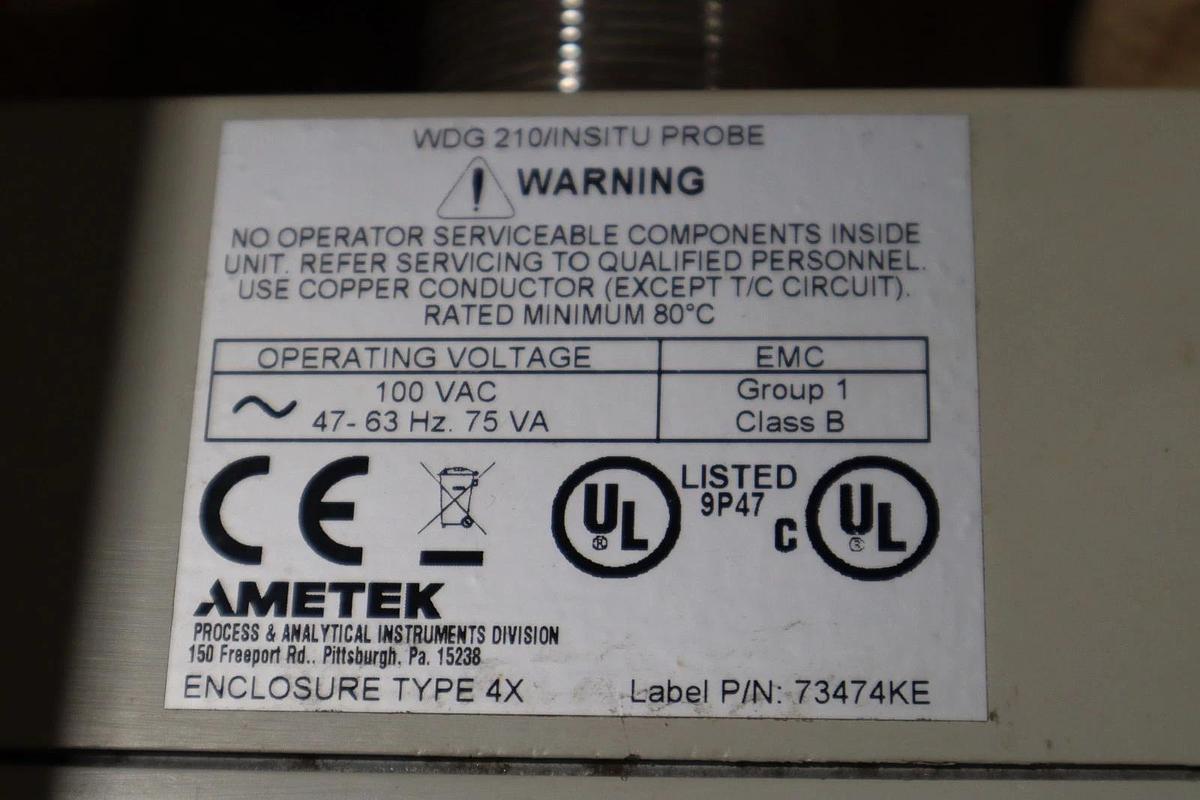 WDG 210/INSITU PROBE
WARNING
NO OPERATOR SERVICEABLE COMPONENTS INSIDE
UNIT. REFER SERVICING TO QUALIFIED PERSONNEL.
USE COPPER CONDUCTOR (EXCEPT T/C CIRCUIT).
RATED MINIMUM 80°C
OPERATING VOLTAGE EMC
100 VAC Group 1
47- 63 Hz. 75 VA Class B
CE UL® LISTED 9P47 C UL®
AMETEK
PROCESS & ANALYTICAL INSTRUMENTS DIVISION
150 Freeport Rd., Pittsburgh, Pa. 15238
ENCLOSURE TYPE 4X Label P/N: 73474KE